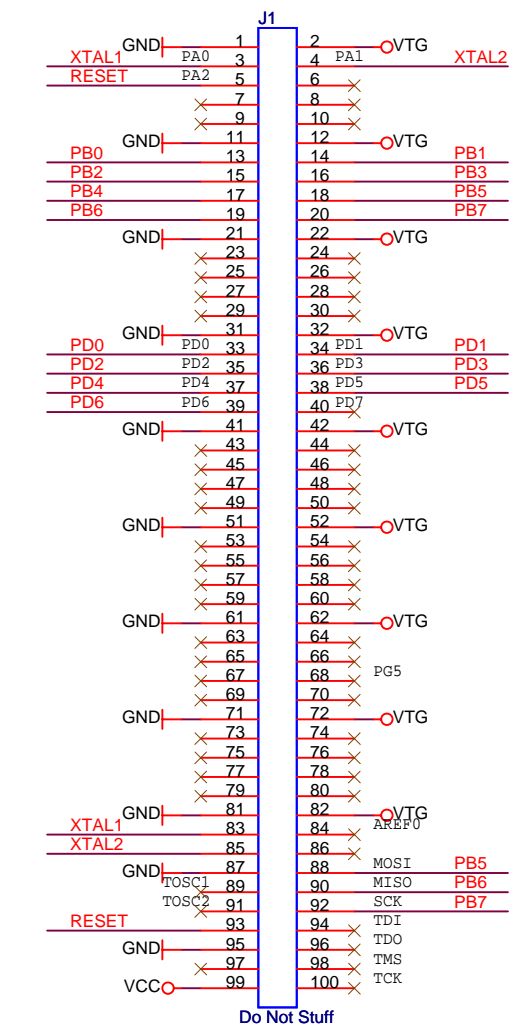 J1
GND 1 2 VTG
XTAL1 PA0 3 4 PA1 XTAL2
RESET PA2 5 6
7 8
9 10
GND 11 12 VTG
PB0 13 14 PB1
PB2 15 16 PB3
PB4 17 18 PB5
PB6 19 20 PB7
GND 21 22 VTG
23 24
25 26
27 28
29 30
GND 31 32 VTG
PD0 PD0 33 34 PD1 PD1
PD2 PD2 35 36 PD3 PD3
PD4 PD4 37 38 PD5 PD5
PD6 PD6 39 40 PD7
GND 41 42 VTG
43 44
45 46
47 48
49 50
GND 51 52 VTG
53 54
55 56
57 58
59 60
GND 61 62 VTG
63 64
65 66
67 68 PG5
69 70
GND 71 72 VTG
73 74
75 76
77 78
79 80
GND 81 82 VTG
XTAL1 83 84 AREF0
XTAL2 85 86
GND 87 88 MOSI PB5
TOSC1 89 90 MISO PB6
TOSC2 91 92 SCK PB7
RESET 93 94 TDI
GND 95 96 TDO
97 98 TMS
VCC 99 100 TCK
Do Not Stuff